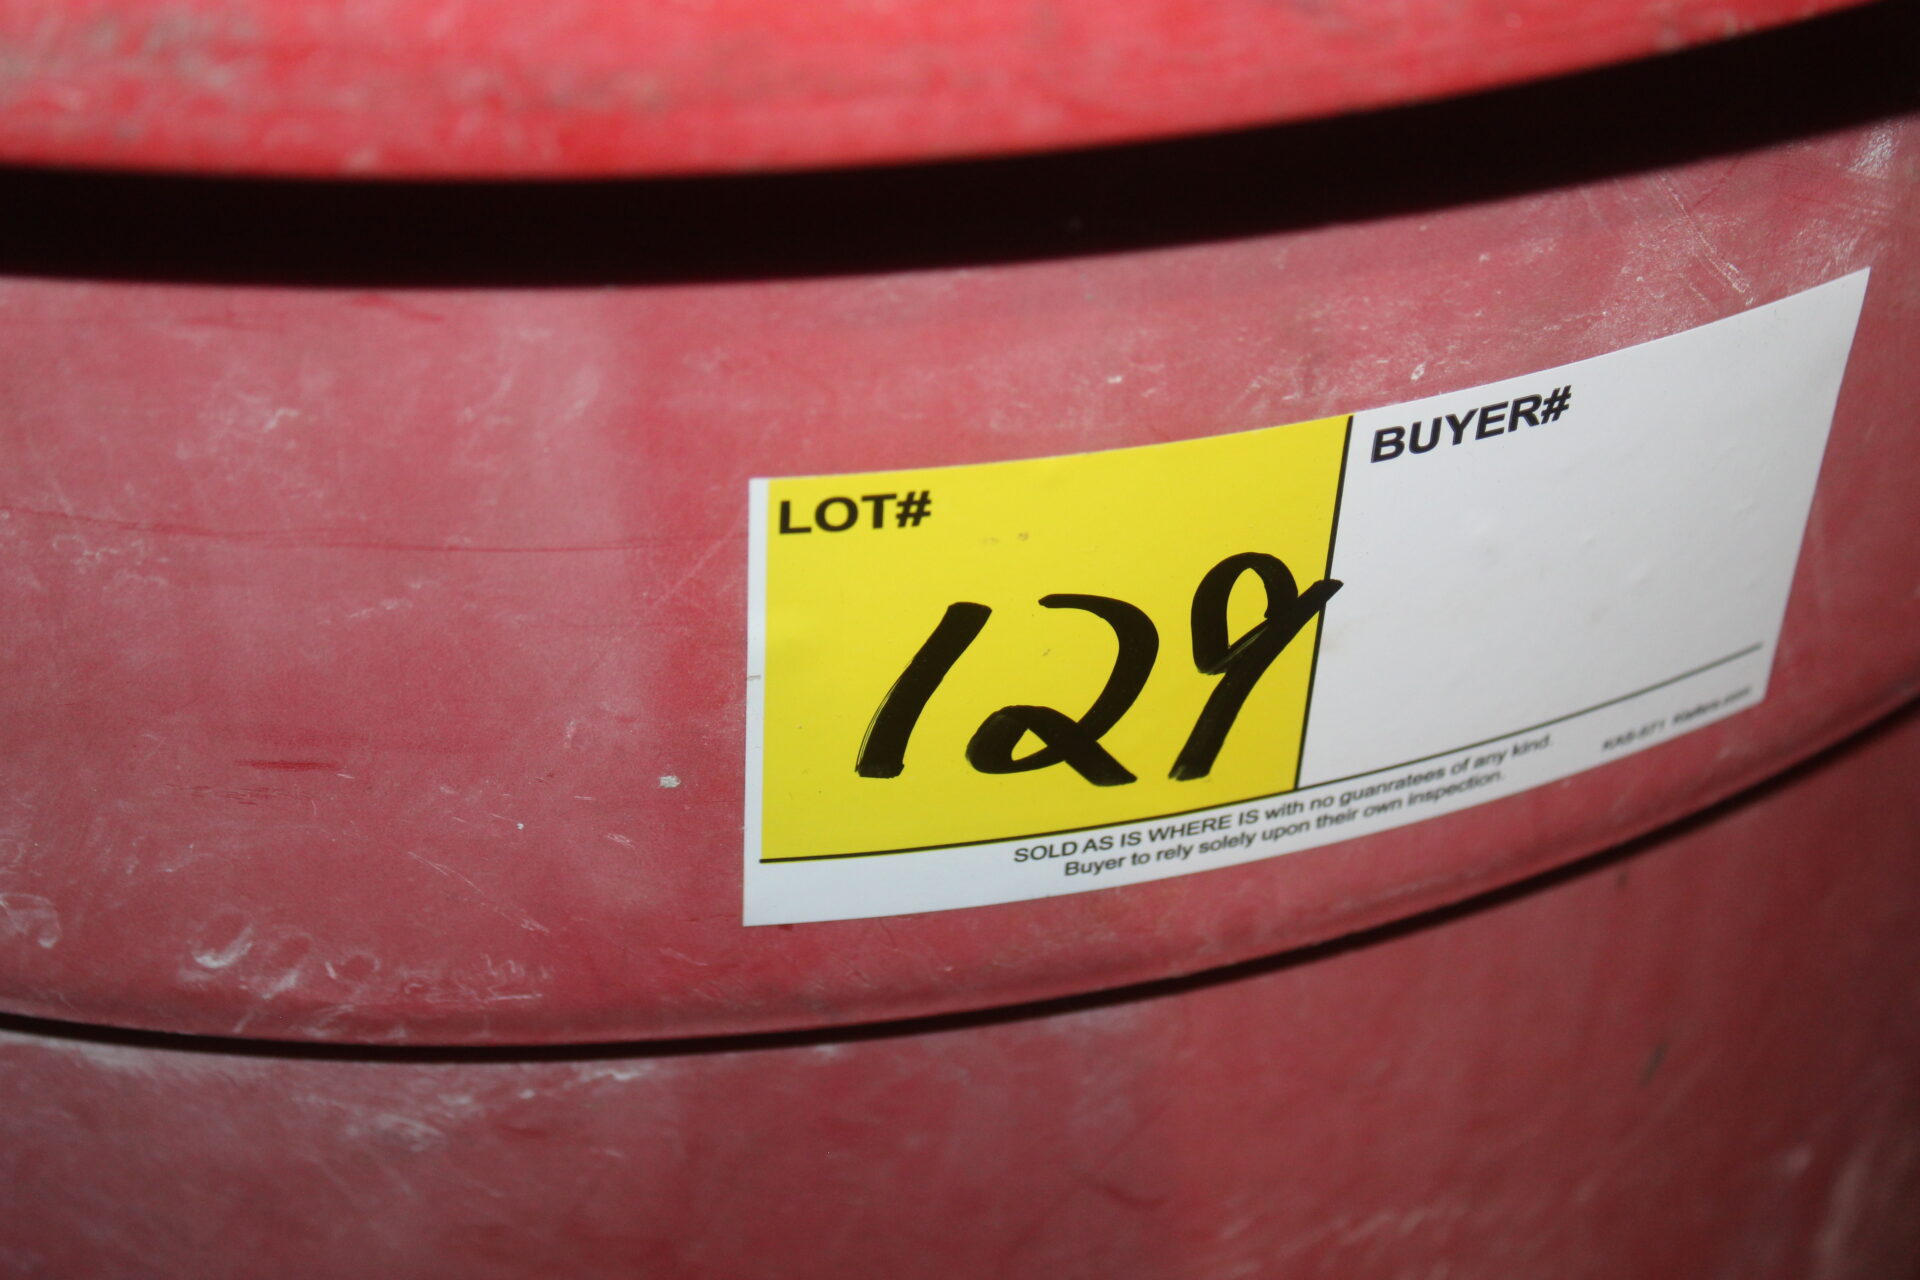 LOT#
BUYER#
129
SOLD AS IS WHERE IS with no guanratees of any kind.
Buyer to rely solely upon their own inspection.